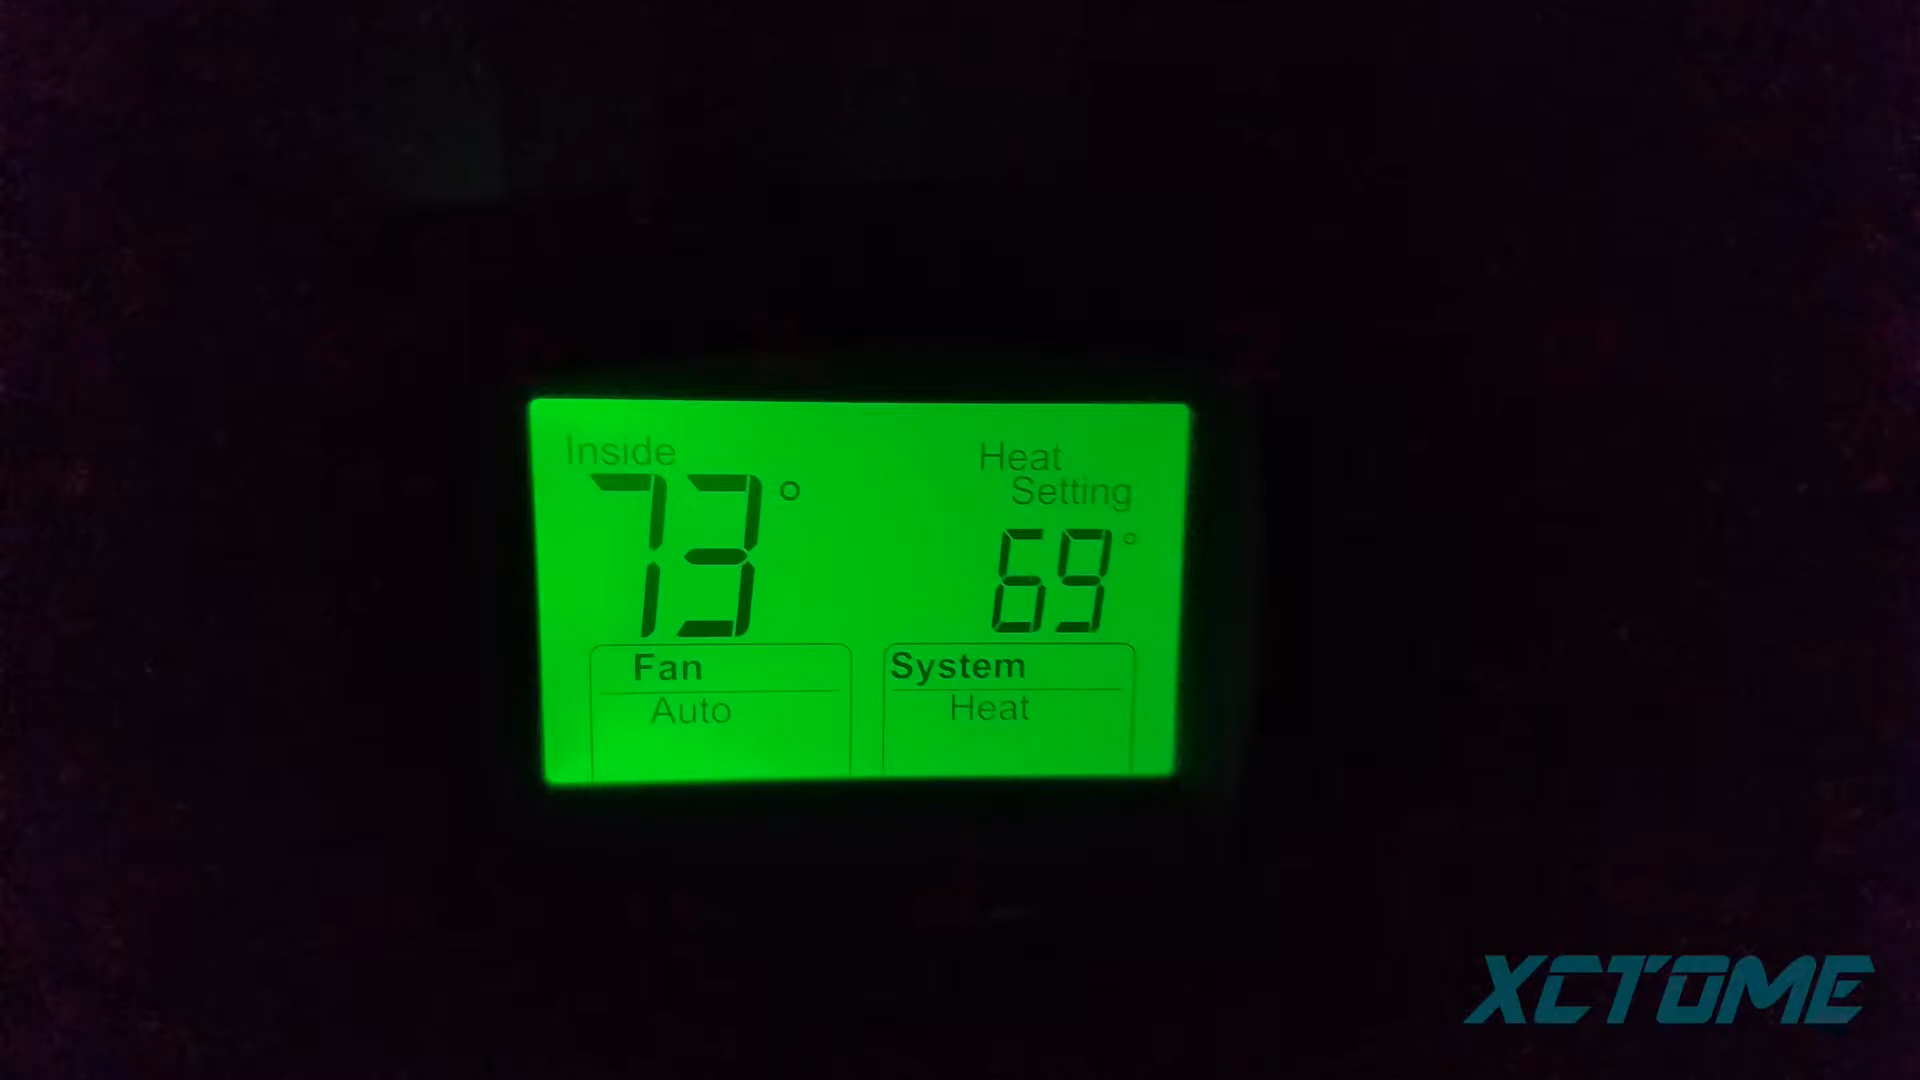 Inside
73°
Heat
Setting
69°
Fan
Auto
System
Heat
XCTOME